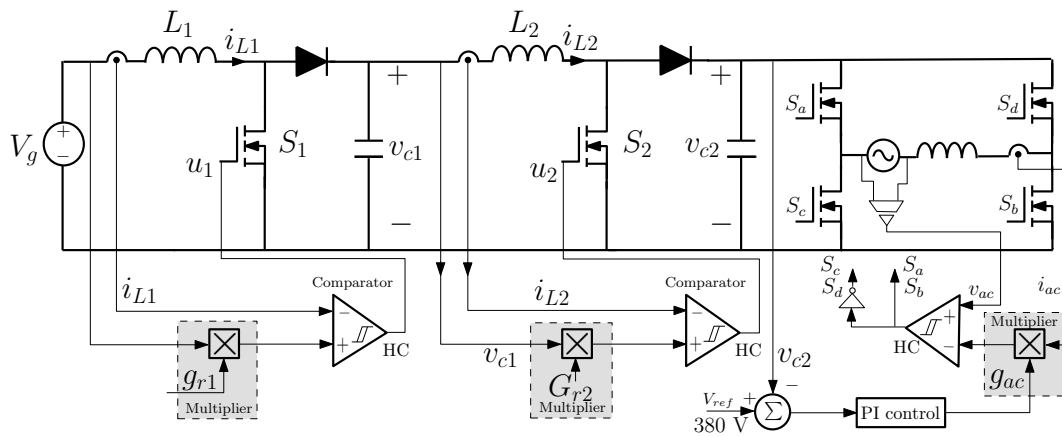 L1 iL1 L2 iL2
+ + Sa Sd
Vg + − u1 S1 vc1 u2 S2 vc2
− − Sc Sb
Comparator Comparator Sc Sa
iL1 − iL2 − Sd Sb vac iac
+ HC + HC + Multiplier
gr1 vc1 Gr2 vc2 HC − gac
Multiplier Multiplier −
Vref + Σ PI control
380 V